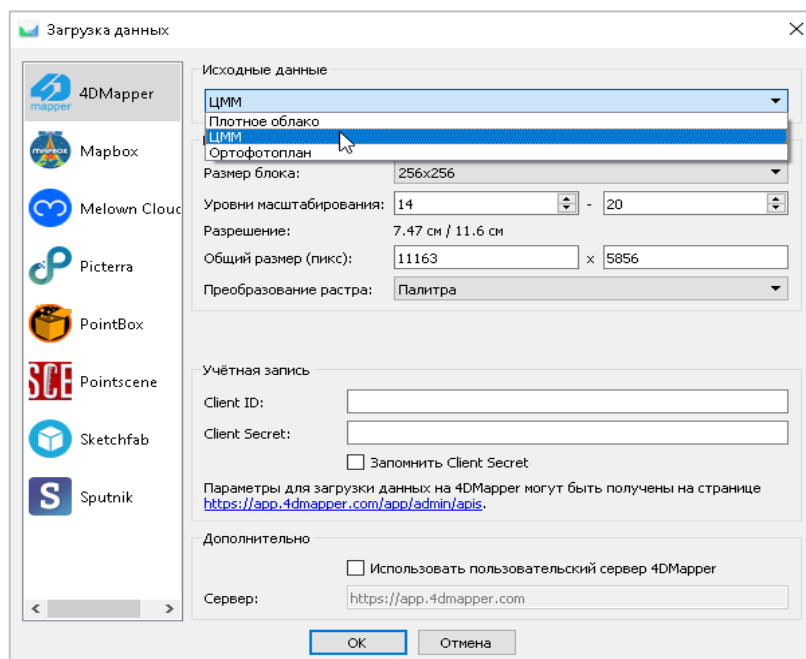 Загрузка данных
4DMapper
Mapbox
Melown Cloud
Picterra
PointBox
Pointscene
Sketchfab
Sputnik
Исходные данные
ЦММ
Плотное облако
ЦММ
Ортофотоплан
Размер блока: 256x256
Уровни масштабирования: 14 - 20
Разрешение: 7.47 см / 11.6 см
Общий размер (пикс): 11163 x 5856
Преобразование растра: Палитра
Учётная запись
Client ID:
Client Secret:
Запомнить Client Secret
Параметры для загрузки данных на 4DMapper могут быть получены на странице
https://app.4dmapper.com/app/admin/apis.
Дополнительно
Использовать пользовательский сервер 4DMapper
Сервер: https://app.4dmapper.com
OK Отмена